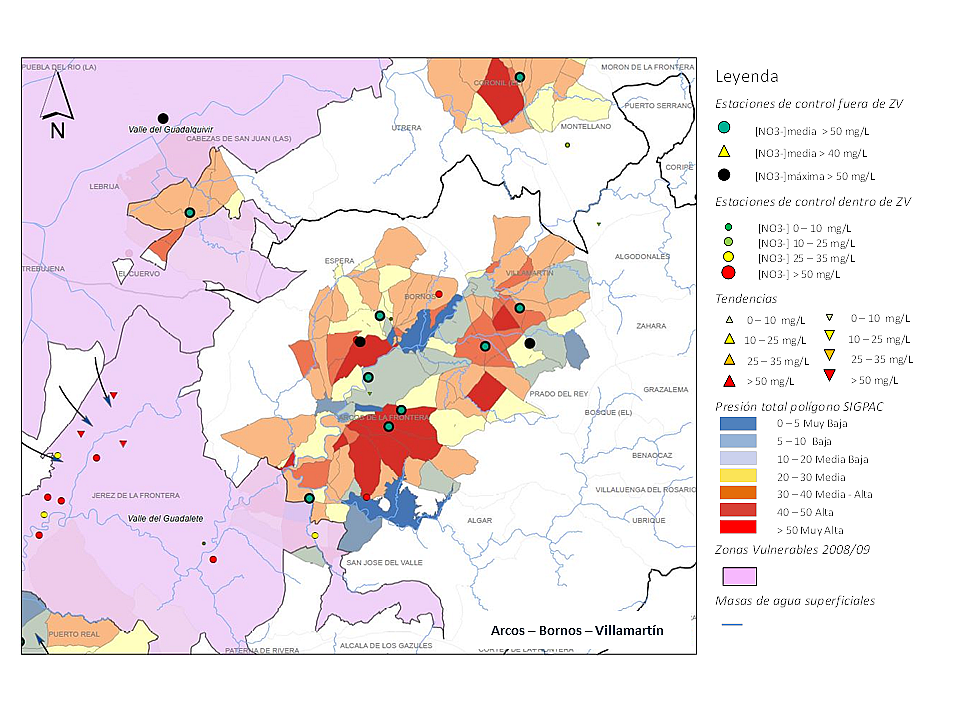 PUEBLA DEL RIO (LA)
MORON DE LA FRONTERA
CORONIL (EL)
PUERTO SERRANO
N
Valle del Guadalquivir
UTRERA
MONTELLANO
CABEZAS DE SAN JUAN (LAS)
CORIPE
LEBRIJA
ALGODONALES
ESPERA
TREBUJENA
EL CUERVO
VILLAMARTIN
BORNOS
ZAHARA
PRADO DEL REY
GRAZALEMA
BOSQUE (EL)
ARCOS DE LA FRONTERA
BENAOCAZ
JEREZ DE LA FRONTERA
VILLALUENGA DEL ROSARIO
Valle del Guadalete
ALGAR
UBRIQUE
SAN JOSE DEL VALLE
PUERTO REAL
Arcos – Bornos – Villamartín
ALCALA DE LOS GAZULES
PATERNA DE RIVERA
CORTES DE LA FRONTERA
Leyenda
Estaciones de control fuera de ZV
[NO3-]media > 50 mg/L
[NO3-]media > 40 mg/L
[NO3-]máxima > 50 mg/L
Estaciones de control dentro de ZV
[NO3-] 0 – 10 mg/L
[NO3-] 10 – 25 mg/L
[NO3-] 25 – 35 mg/L
[NO3-] > 50 mg/L
Tendencias
0 – 10 mg/L 0 – 10 mg/L
10 – 25 mg/L 10 – 25 mg/L
25 – 35 mg/L 25 – 35 mg/L
> 50 mg/L > 50 mg/L
Presión total polígono SIGPAC
0 – 5 Muy Baja
5 – 10 Baja
10 – 20 Media Baja
20 – 30 Media
30 – 40 Media - Alta
40 – 50 Alta
> 50 Muy Alta
Zonas Vulnerables 2008/09
Masas de agua superficiales